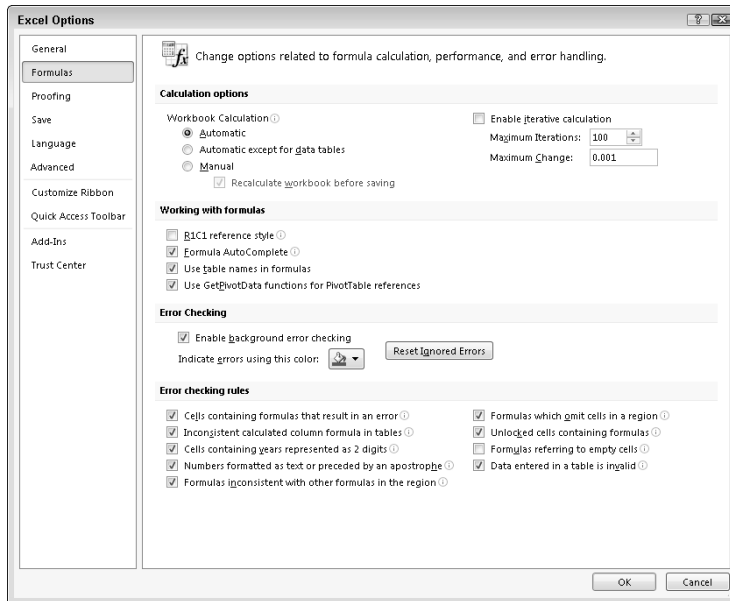 Excel Options
General
Formulas
Proofing
Save
Language
Advanced
Customize Ribbon
Quick Access Toolbar
Add-Ins
Trust Center
Change options related to formula calculation, performance, and error handling.
Calculation options
Workbook Calculation
Automatic
Automatic except for data tables
Manual
Recalculate workbook before saving
Enable iterative calculation
Maximum Iterations: 100
Maximum Change: 0.001
Working with formulas
R1C1 reference style
Formula AutoComplete
Use table names in formulas
Use GetPivotData functions for PivotTable references
Error Checking
Enable background error checking
Indicate errors using this color: Reset Ignored Errors
Error checking rules
Cells containing formulas that result in an error
Inconsistent calculated column formula in tables
Cells containing years represented as 2 digits
Numbers formatted as text or preceded by an apostrophe
Formulas inconsistent with other formulas in the region
Formulas which omit cells in a region
Unlocked cells containing formulas
Formulas referring to empty cells
Data entered in a table is invalid
OK Cancel